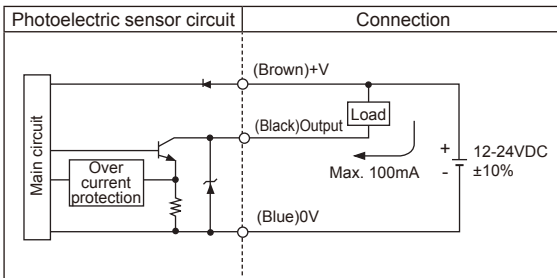 Photoelectric sensor circuit
Connection
(Brown)+V
Load
(Black)Output
Main circuit
Over
current
protection
Max. 100mA
+
-
12-24VDC
±10%
(Blue)0V